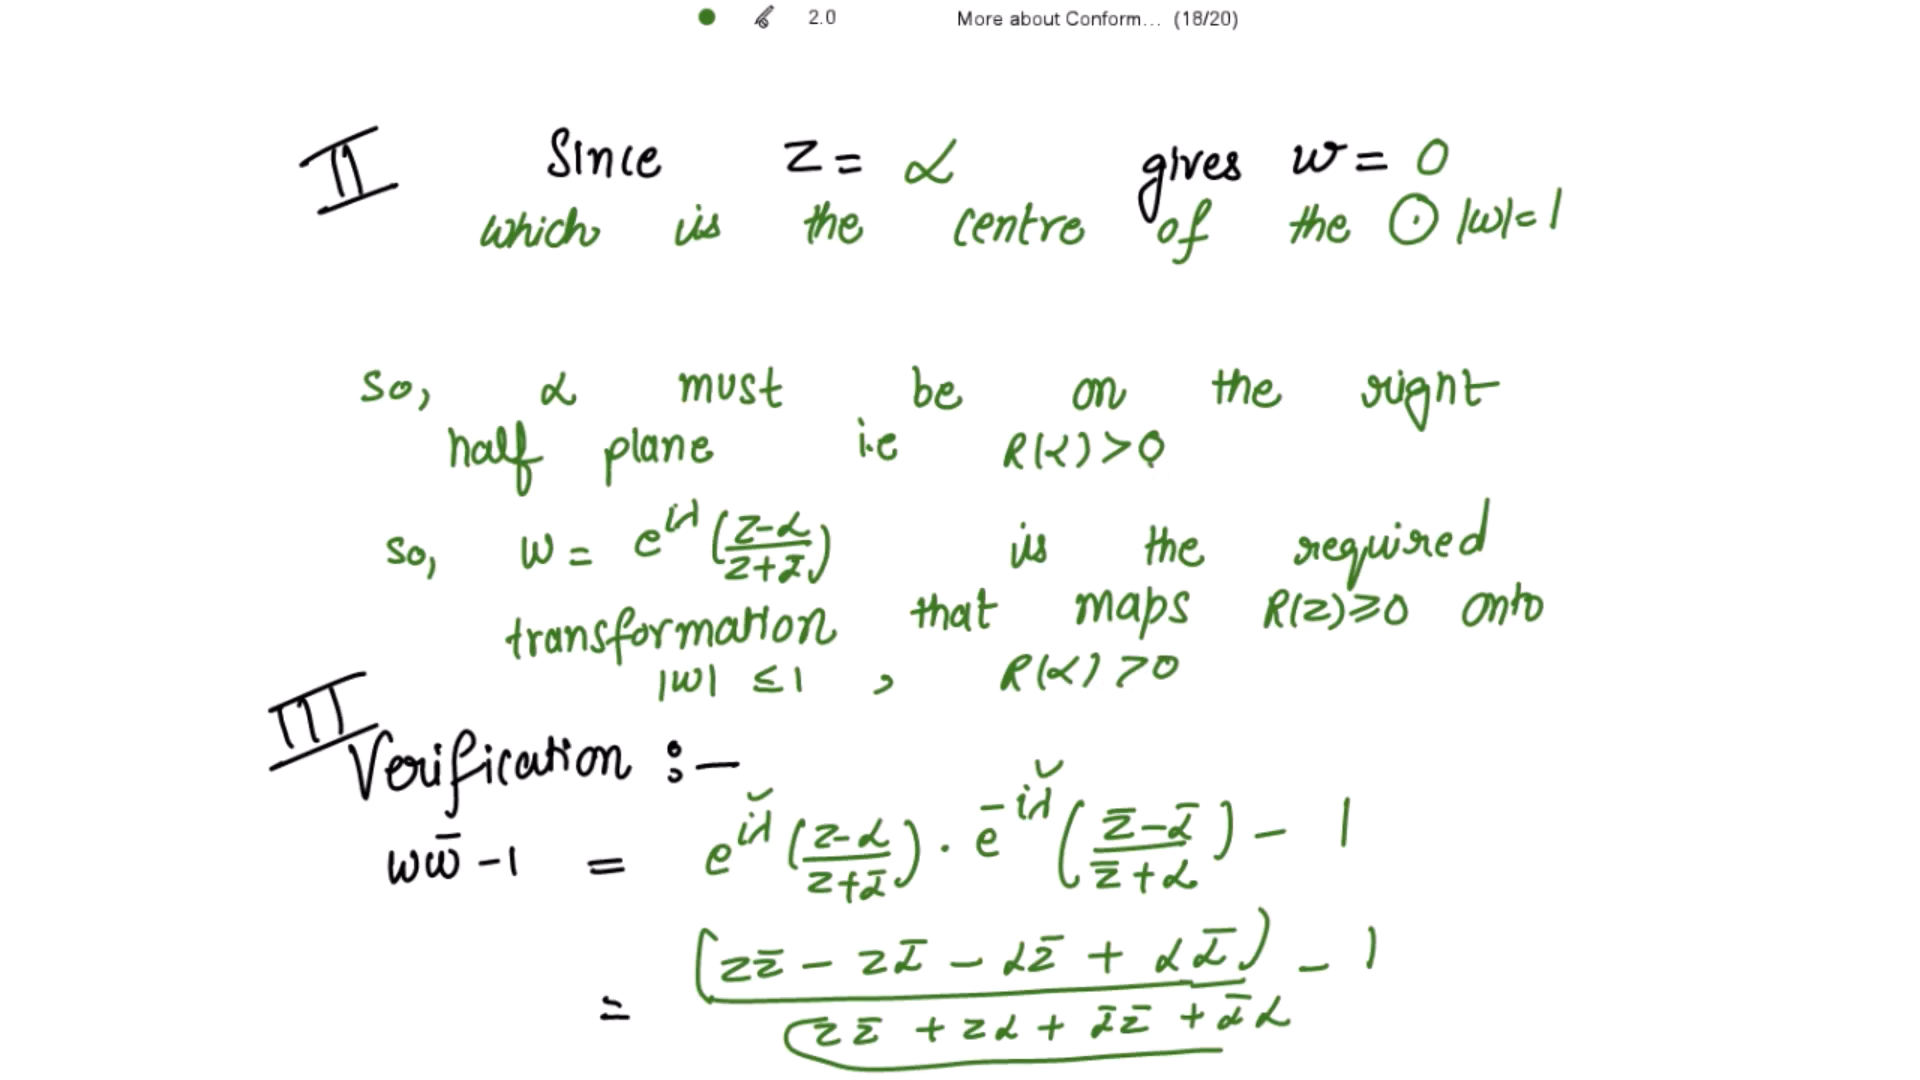 2.0 More about Conform... (18/20)
II Since z = α gives w = 0
which is the centre of the ⊙ |w|=1
so, α must be on the right
half plane i.e R(α)>0
so, w = e^{iλ} (z-α/z+ᾱ) is the required
transformation that maps R(z)≥0 onto
|w| ≤ 1 , R(α) >0
III Verification :-
ww̄ -1 = e^{iλ} (z-α/z+ᾱ) . e^{-iλ} (z̄-ᾱ/z̄+α) - 1
= (zz̄ - zᾱ - αz̄ + αᾱ) / (zz̄ + zα + ᾱz̄ + ᾱα - 1